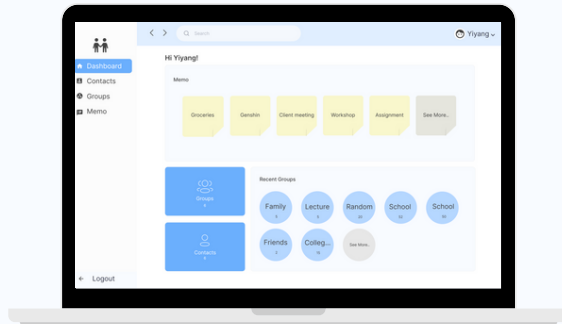 Search
Yiyang
Hi Yiyang!
Dashboard
Contacts
Groups
Memo
Logout
Memo
Groceries
Genshin
Client meeting
Workshop
Assignment
See More..
Groups
Contacts
Recent Groups
Family
Lecture
Random
School
School
Friends
Colleg...
See More..